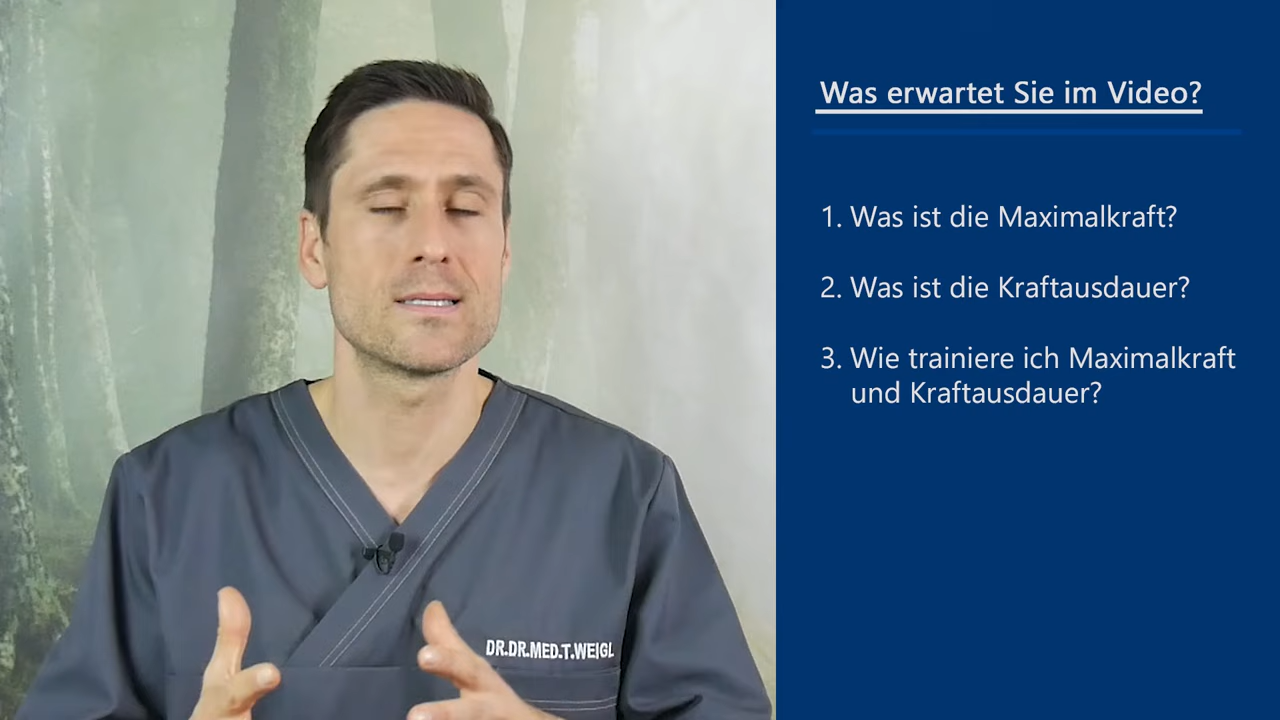 Was erwartet Sie im Video?
1. Was ist die Maximalkraft?
2. Was ist die Kraftausdauer?
3. Wie trainiere ich Maximalkraft
und Kraftausdauer?
DR.DR.MED.T.WEIGL